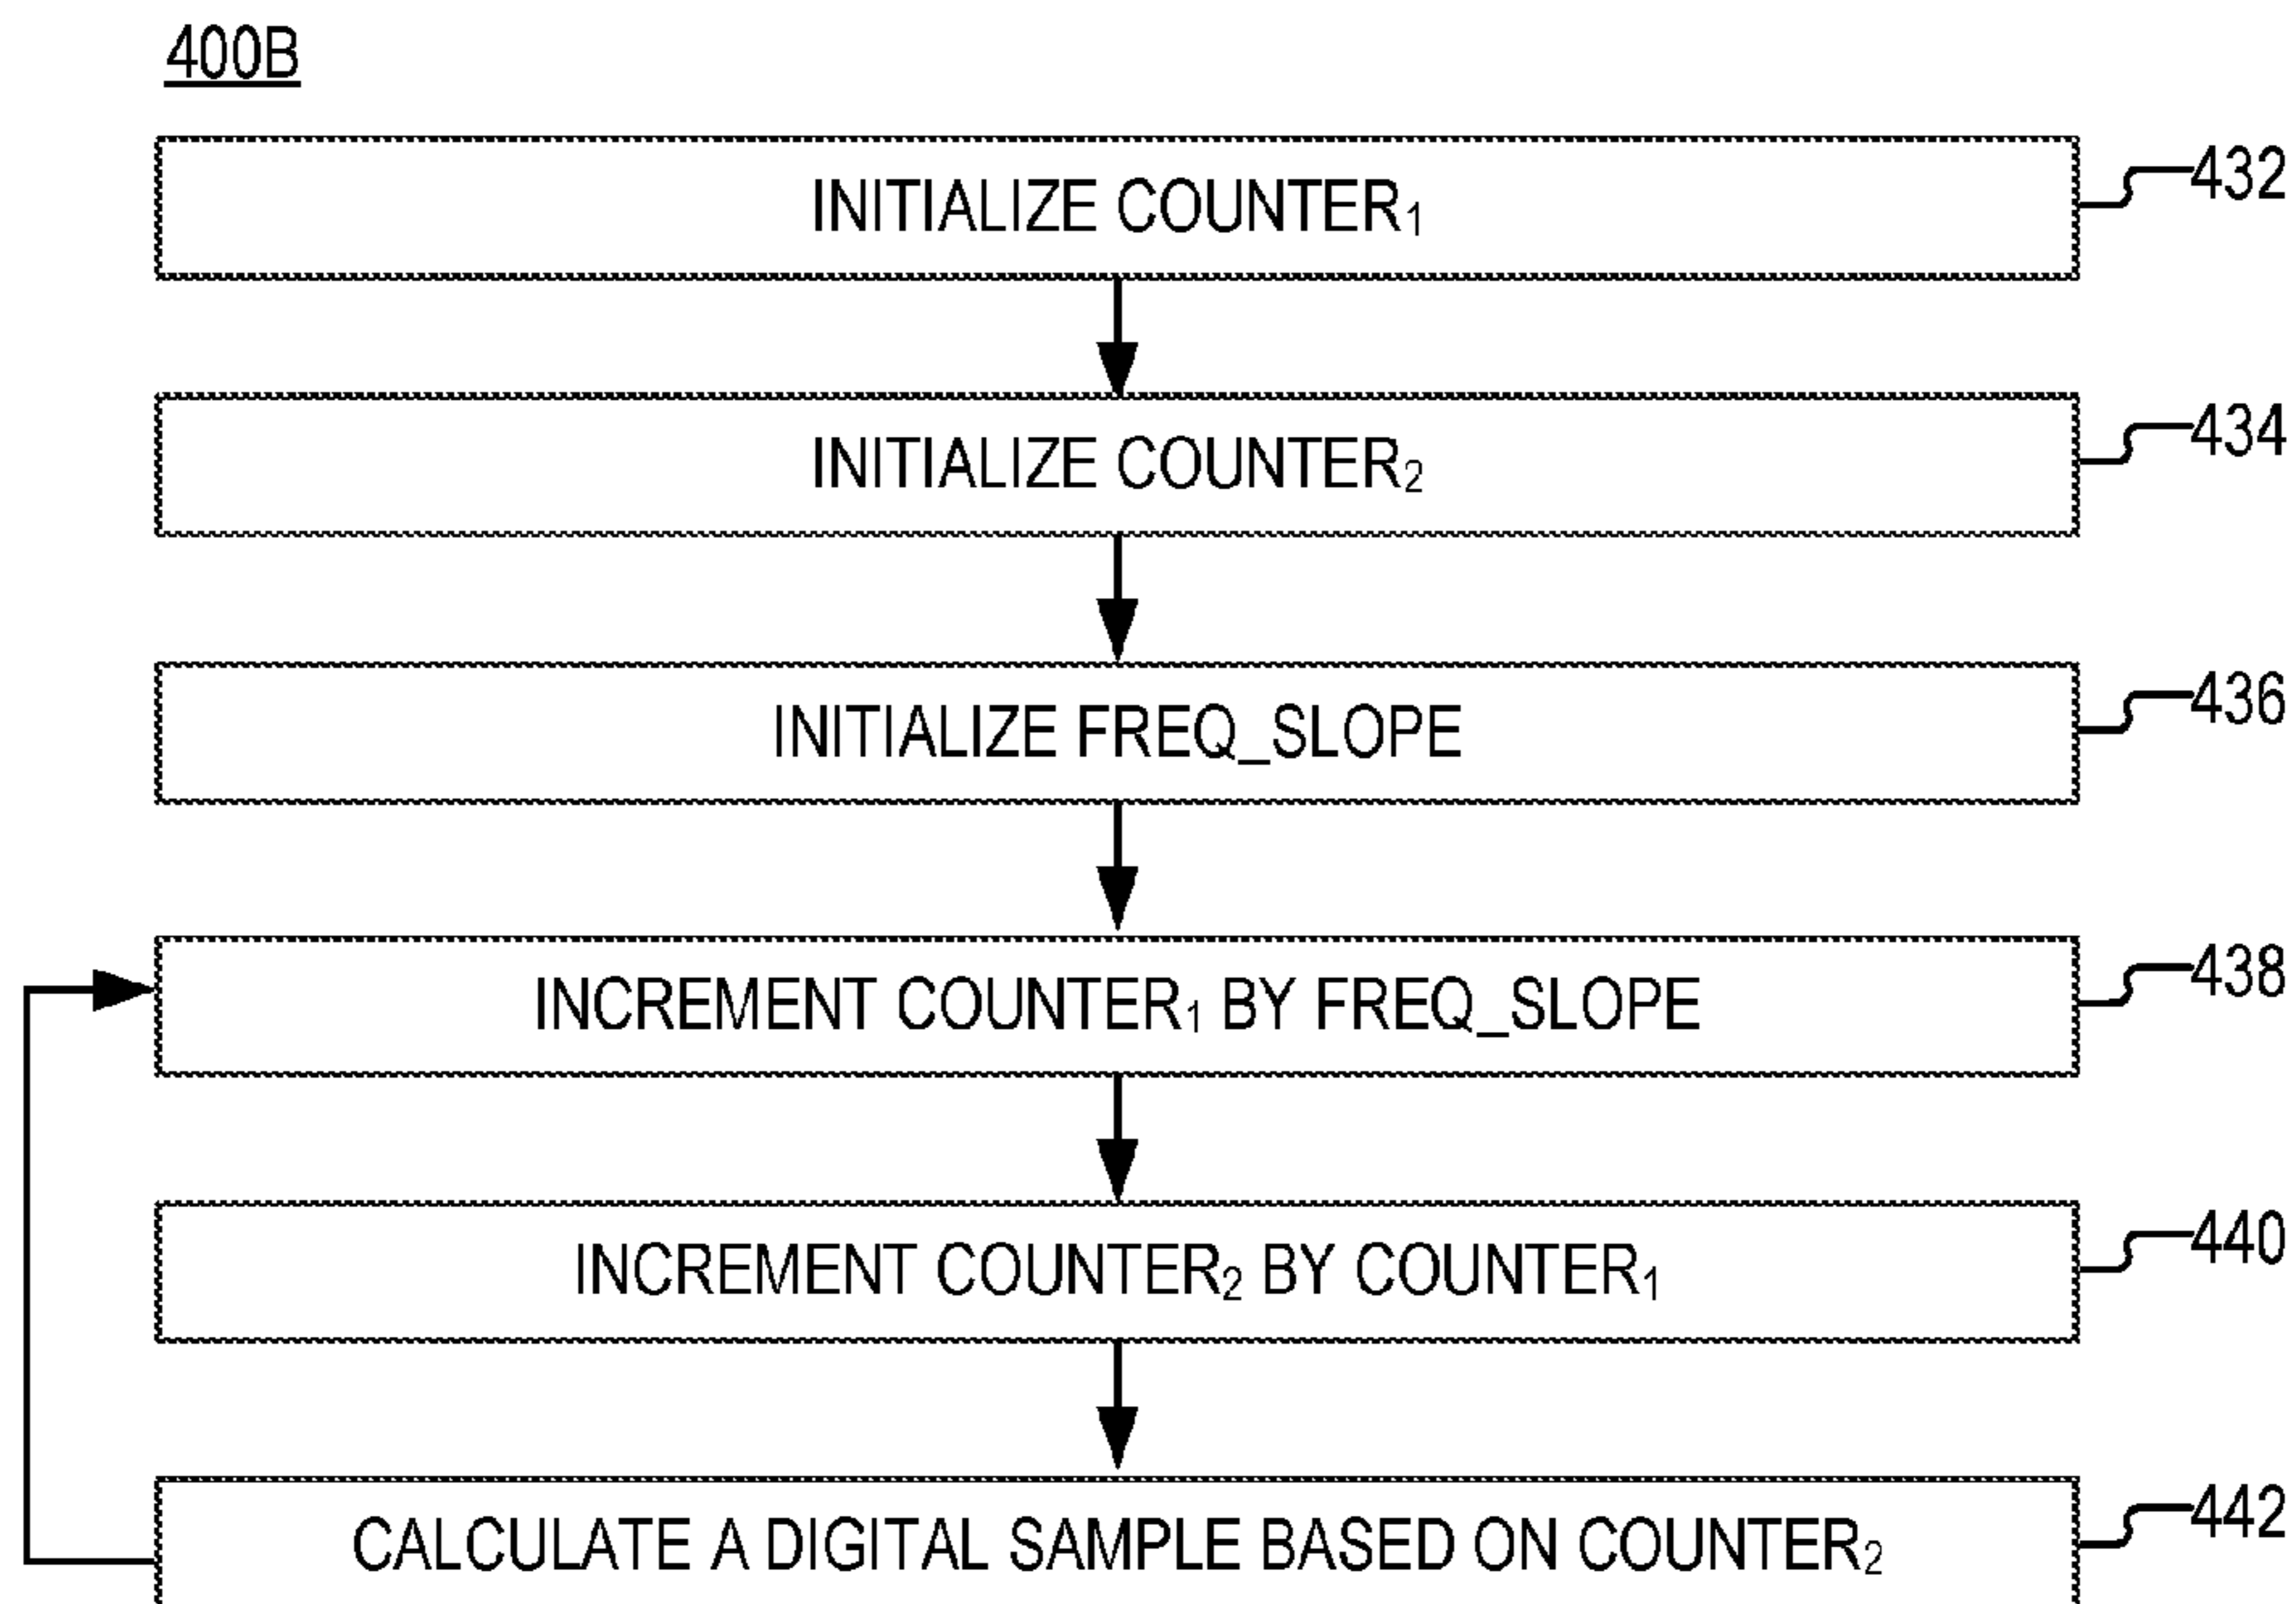 400B
INITIALIZE COUNTER₁
432
INITIALIZE COUNTER₂
434
INITIALIZE FREQ_SLOPE
436
INCREMENT COUNTER₁ BY FREQ_SLOPE
438
INCREMENT COUNTER₂ BY COUNTER₁
440
CALCULATE A DIGITAL SAMPLE BASED ON COUNTER₂
442